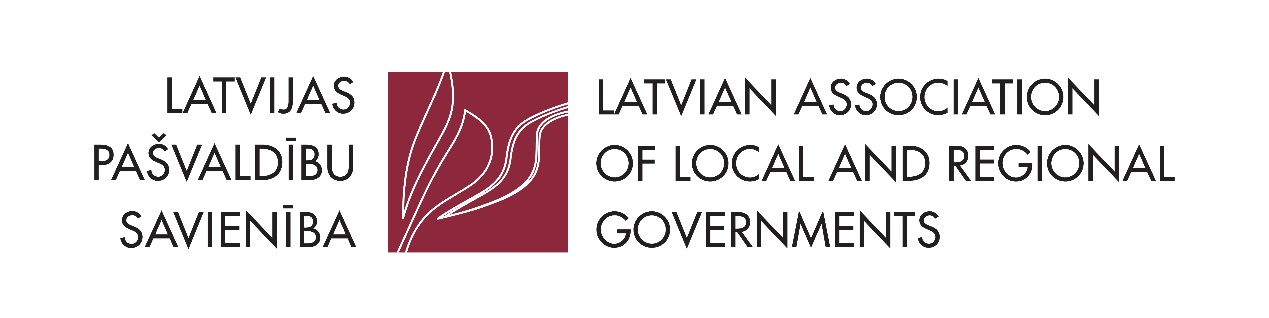 LATVIJAS
PAŠVALDĪBU
SAVIENĪBA
LATVIAN ASSOCIATION
OF LOCAL AND REGIONAL
GOVERNMENTS